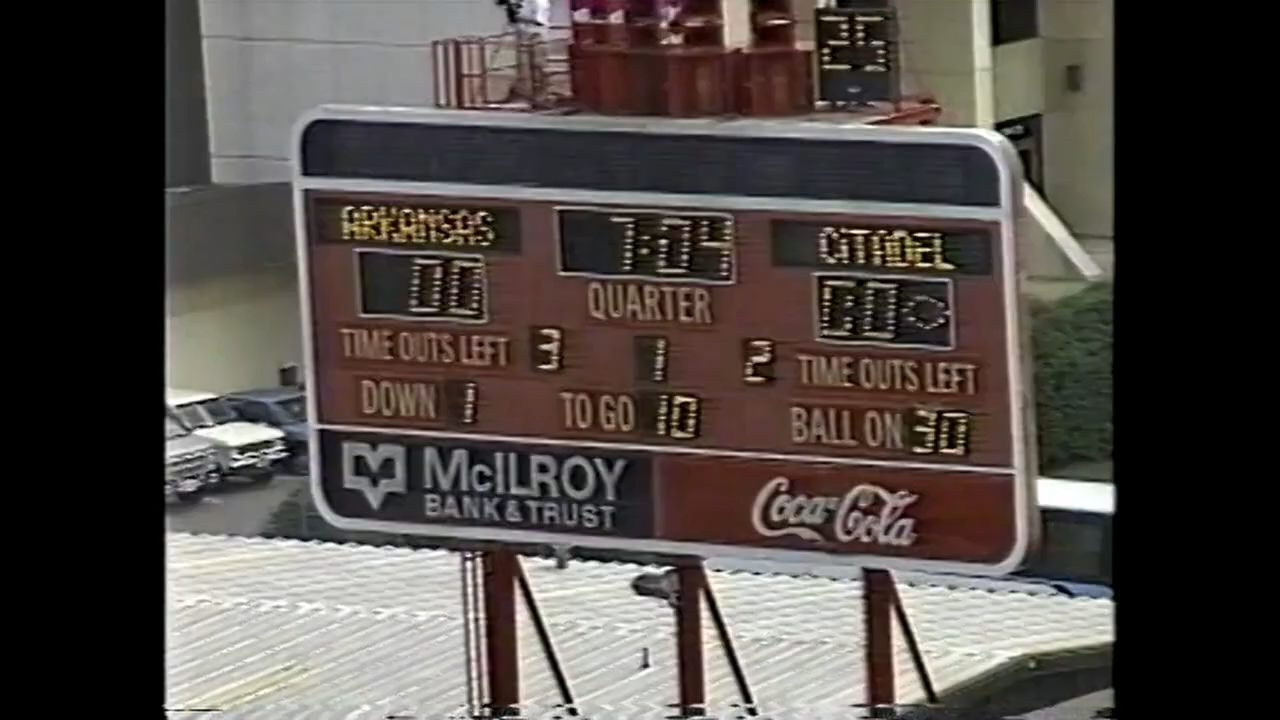 25
ARKANSAS 7:04 CITADEL
00 QUARTER 00
TIME OUTS LEFT 3 1 2 TIME OUTS LEFT
DOWN 1 TO GO 10 BALL ON 30
McILROY
BANK & TRUST
Coca-Cola